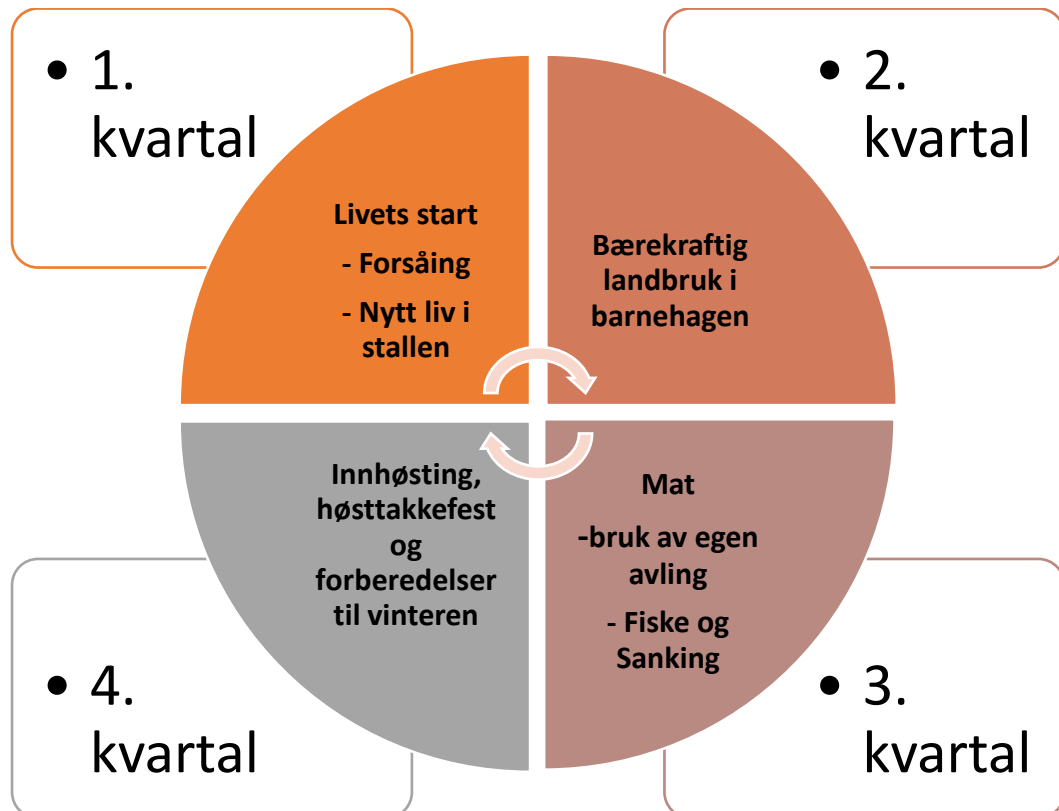 • 1.
kvartal
Livets start
- Forsåing
- Nytt liv i
stallen
• 2.
kvartal
Bærekraftig
landbruk i
barnehagen
• 3.
kvartal
Mat
-bruk av egen
avling
- Fiske og
Sanking
• 4.
kvartal
Innhøsting,
høsttakkefest
og
forberedelser
til vinteren